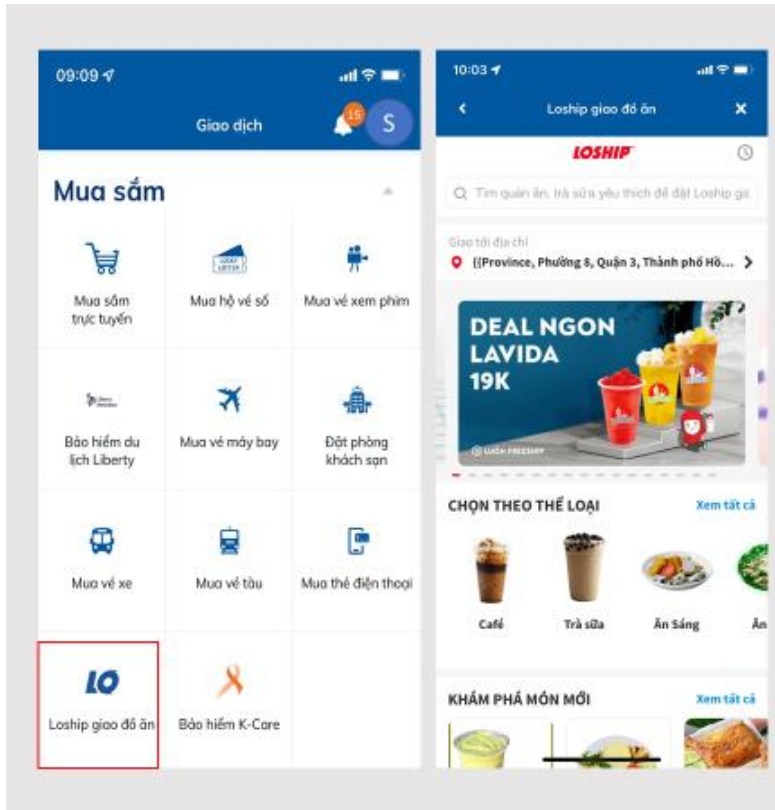 09:09
Giao dịch
15
S
Mua sắm
Mua sắm
trực tuyến
Mua hộ vé số
Mua vé xem phim
Bảo hiểm du
lịch Liberty
Mua vé máy bay
Đặt phòng
khách sạn
Mua vé xe
Mua vé tàu
Mua thẻ điện thoại
LO
Loship giao đồ ăn
Bảo hiểm K-Care
10:03
Loship giao đồ ăn
LOSHIP
Tìm quán ăn, trà sữa yêu thích để đặt Loship gia
Giao tới địa chỉ
((Province, Phường 8, Quận 3, Thành phố Hồ...
DEAL NGON
LAVIDA
19K
LUÔN FREESHIP
CHỌN THEO THỂ LOẠI
Xem tất cả
Café
Trà sữa
Ăn Sáng
Ăn
KHÁM PHÁ MÓN MỚI
Xem tất cả